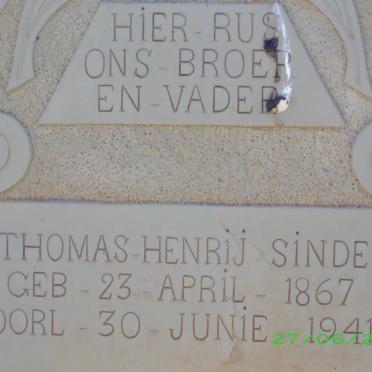 HIER RUS
ONS - BROER
EN - VADER
THOMAS - HENRIJ SINDE
GEB - 23 APRIL - 1867
OORL - 30 - JUNIE - 1941
27/06/2